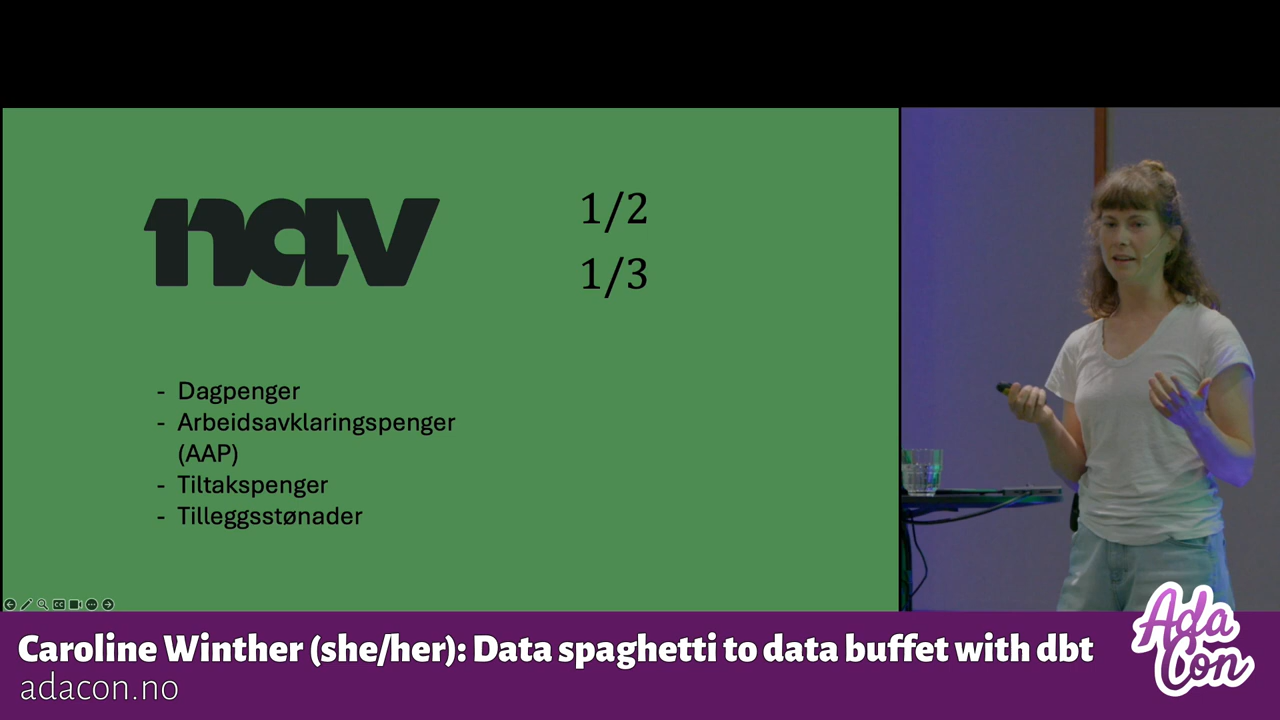 nav
1/2
1/3
- Dagpenger
- Arbeidsavklaringspenger
(AAP)
- Tiltakspenger
- Tilleggsstønader
Caroline Winther (she/her): Data spaghetti to data buffet with dbt
adacon.no
Ada
Con